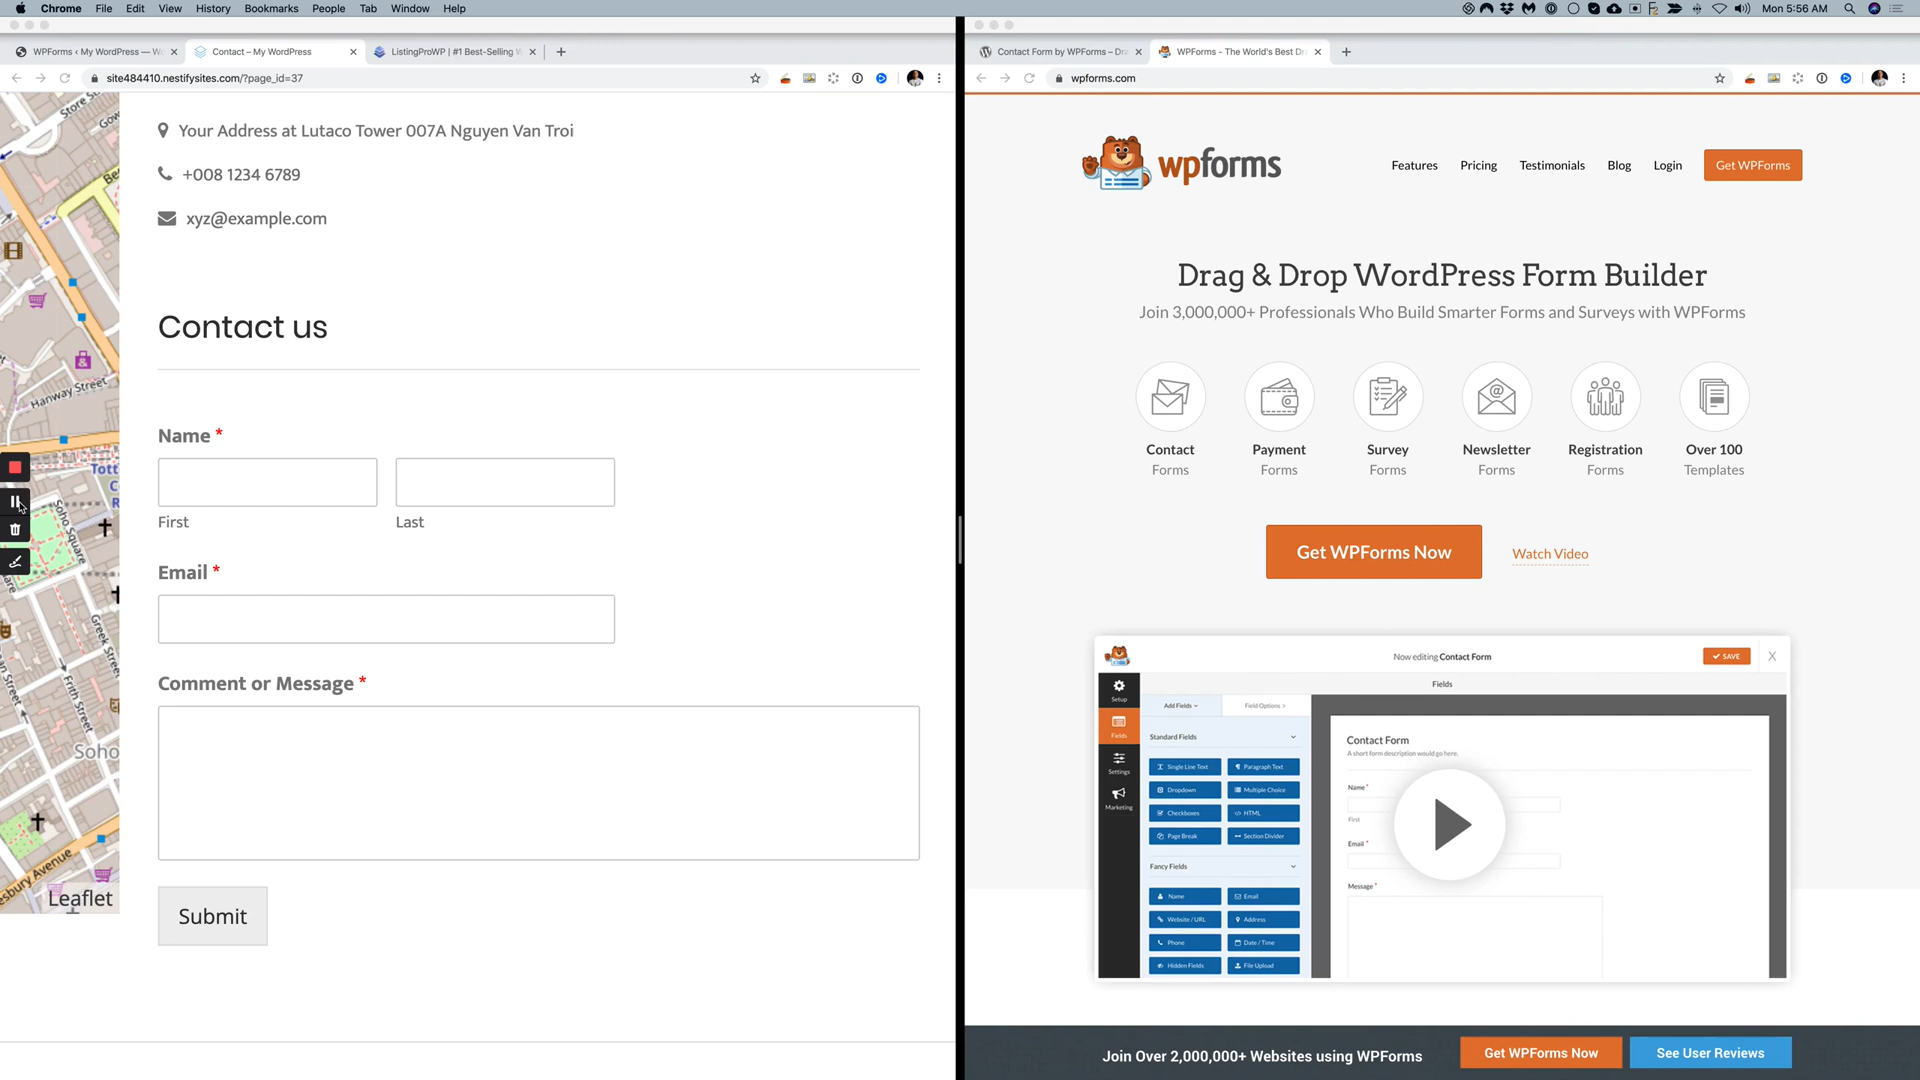 Chrome File Edit View History Bookmarks People Tab Window Help
Mon 5:56 AM
WPForms ‹ My WordPress — Wo
Contact – My WordPress
ListingProWP | #1 Best-Selling W
site484410.nestifysites.com/?page_id=37
Your Address at Lutaco Tower 007A Nguyen Van Troi
+008 1234 6789
xyz@example.com
Contact us
Name *
First
Last
Email *
Comment or Message *
Submit
Store Street
Hanway Street
Soho Square
Greek Street
Frith Street
Soho
Leaflet
Contact Form by WPForms – Dra
WPForms - The World's Best Dr
wpforms.com
wpforms
Features
Pricing
Testimonials
Blog
Login
Get WPForms
Drag & Drop WordPress Form Builder
Join 3,000,000+ Professionals Who Build Smarter Forms and Surveys with WPForms
Contact
Forms
Payment
Forms
Survey
Forms
Newsletter
Forms
Registration
Forms
Over 100
Templates
Get WPForms Now
Watch Video
Now editing Contact Form
SAVE
X
Fields
Setup
Fields
Settings
Marketing
Add Fields
Field Options
Standard Fields
Single Line Text
Paragraph Text
Dropdown
Multiple Choice
Checkboxes
HTML
Page Break
Section Divider
Fancy Fields
Name
Email
Website / URL
Address
Phone
Date / Time
Hidden Fields
File Upload
Contact Form
A short form description would go here.
Name *
First
Email *
Message *
Join Over 2,000,000+ Websites using WPForms
Get WPForms Now
See User Reviews